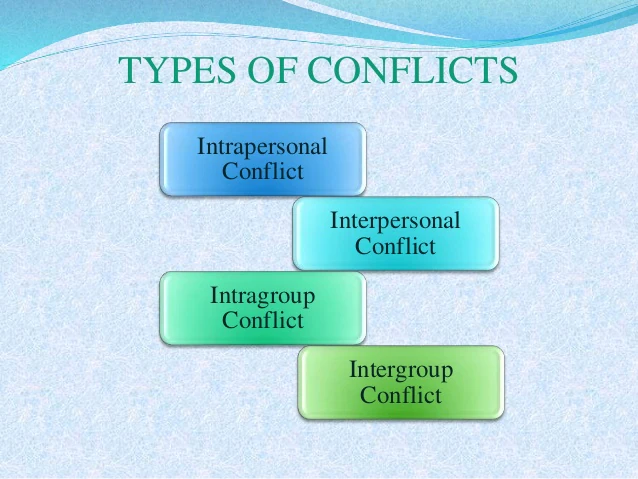 TYPES OF CONFLICTS
Intrapersonal
Conflict
Interpersonal
Conflict
Intragroup
Conflict
Intergroup
Conflict